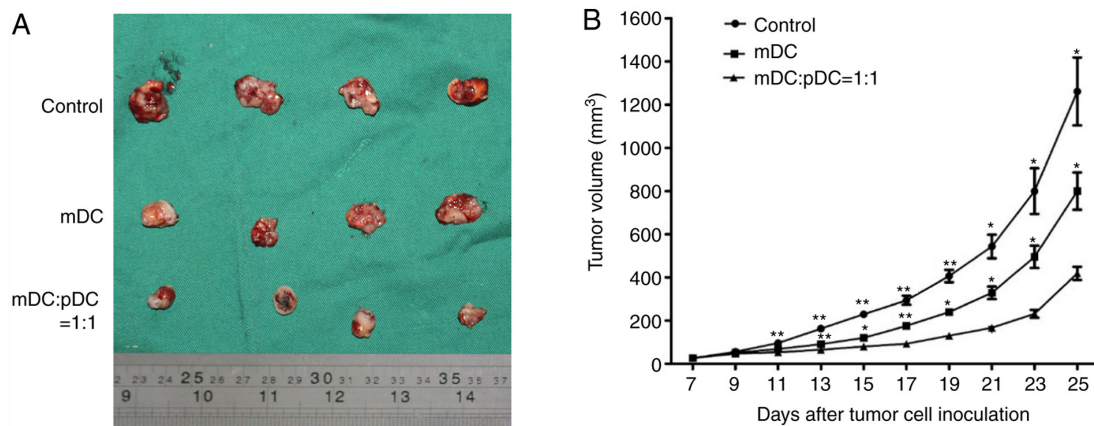 A
Control
mDC
mDC:pDC
=1:1
23 24 25 26 27 28 29 30 31 32 33 34 35 36 37
9 10 11 12 13 14
B
Control
mDC
mDC:pDC=1:1
Tumor volume (mm³)
1600
1400
1200
1000
800
600
400
200
0
* * * ** ** ** ** **
* * * * ** * **
**
7 9 11 13 15 17 19 21 23 25
Days after tumor cell inoculation